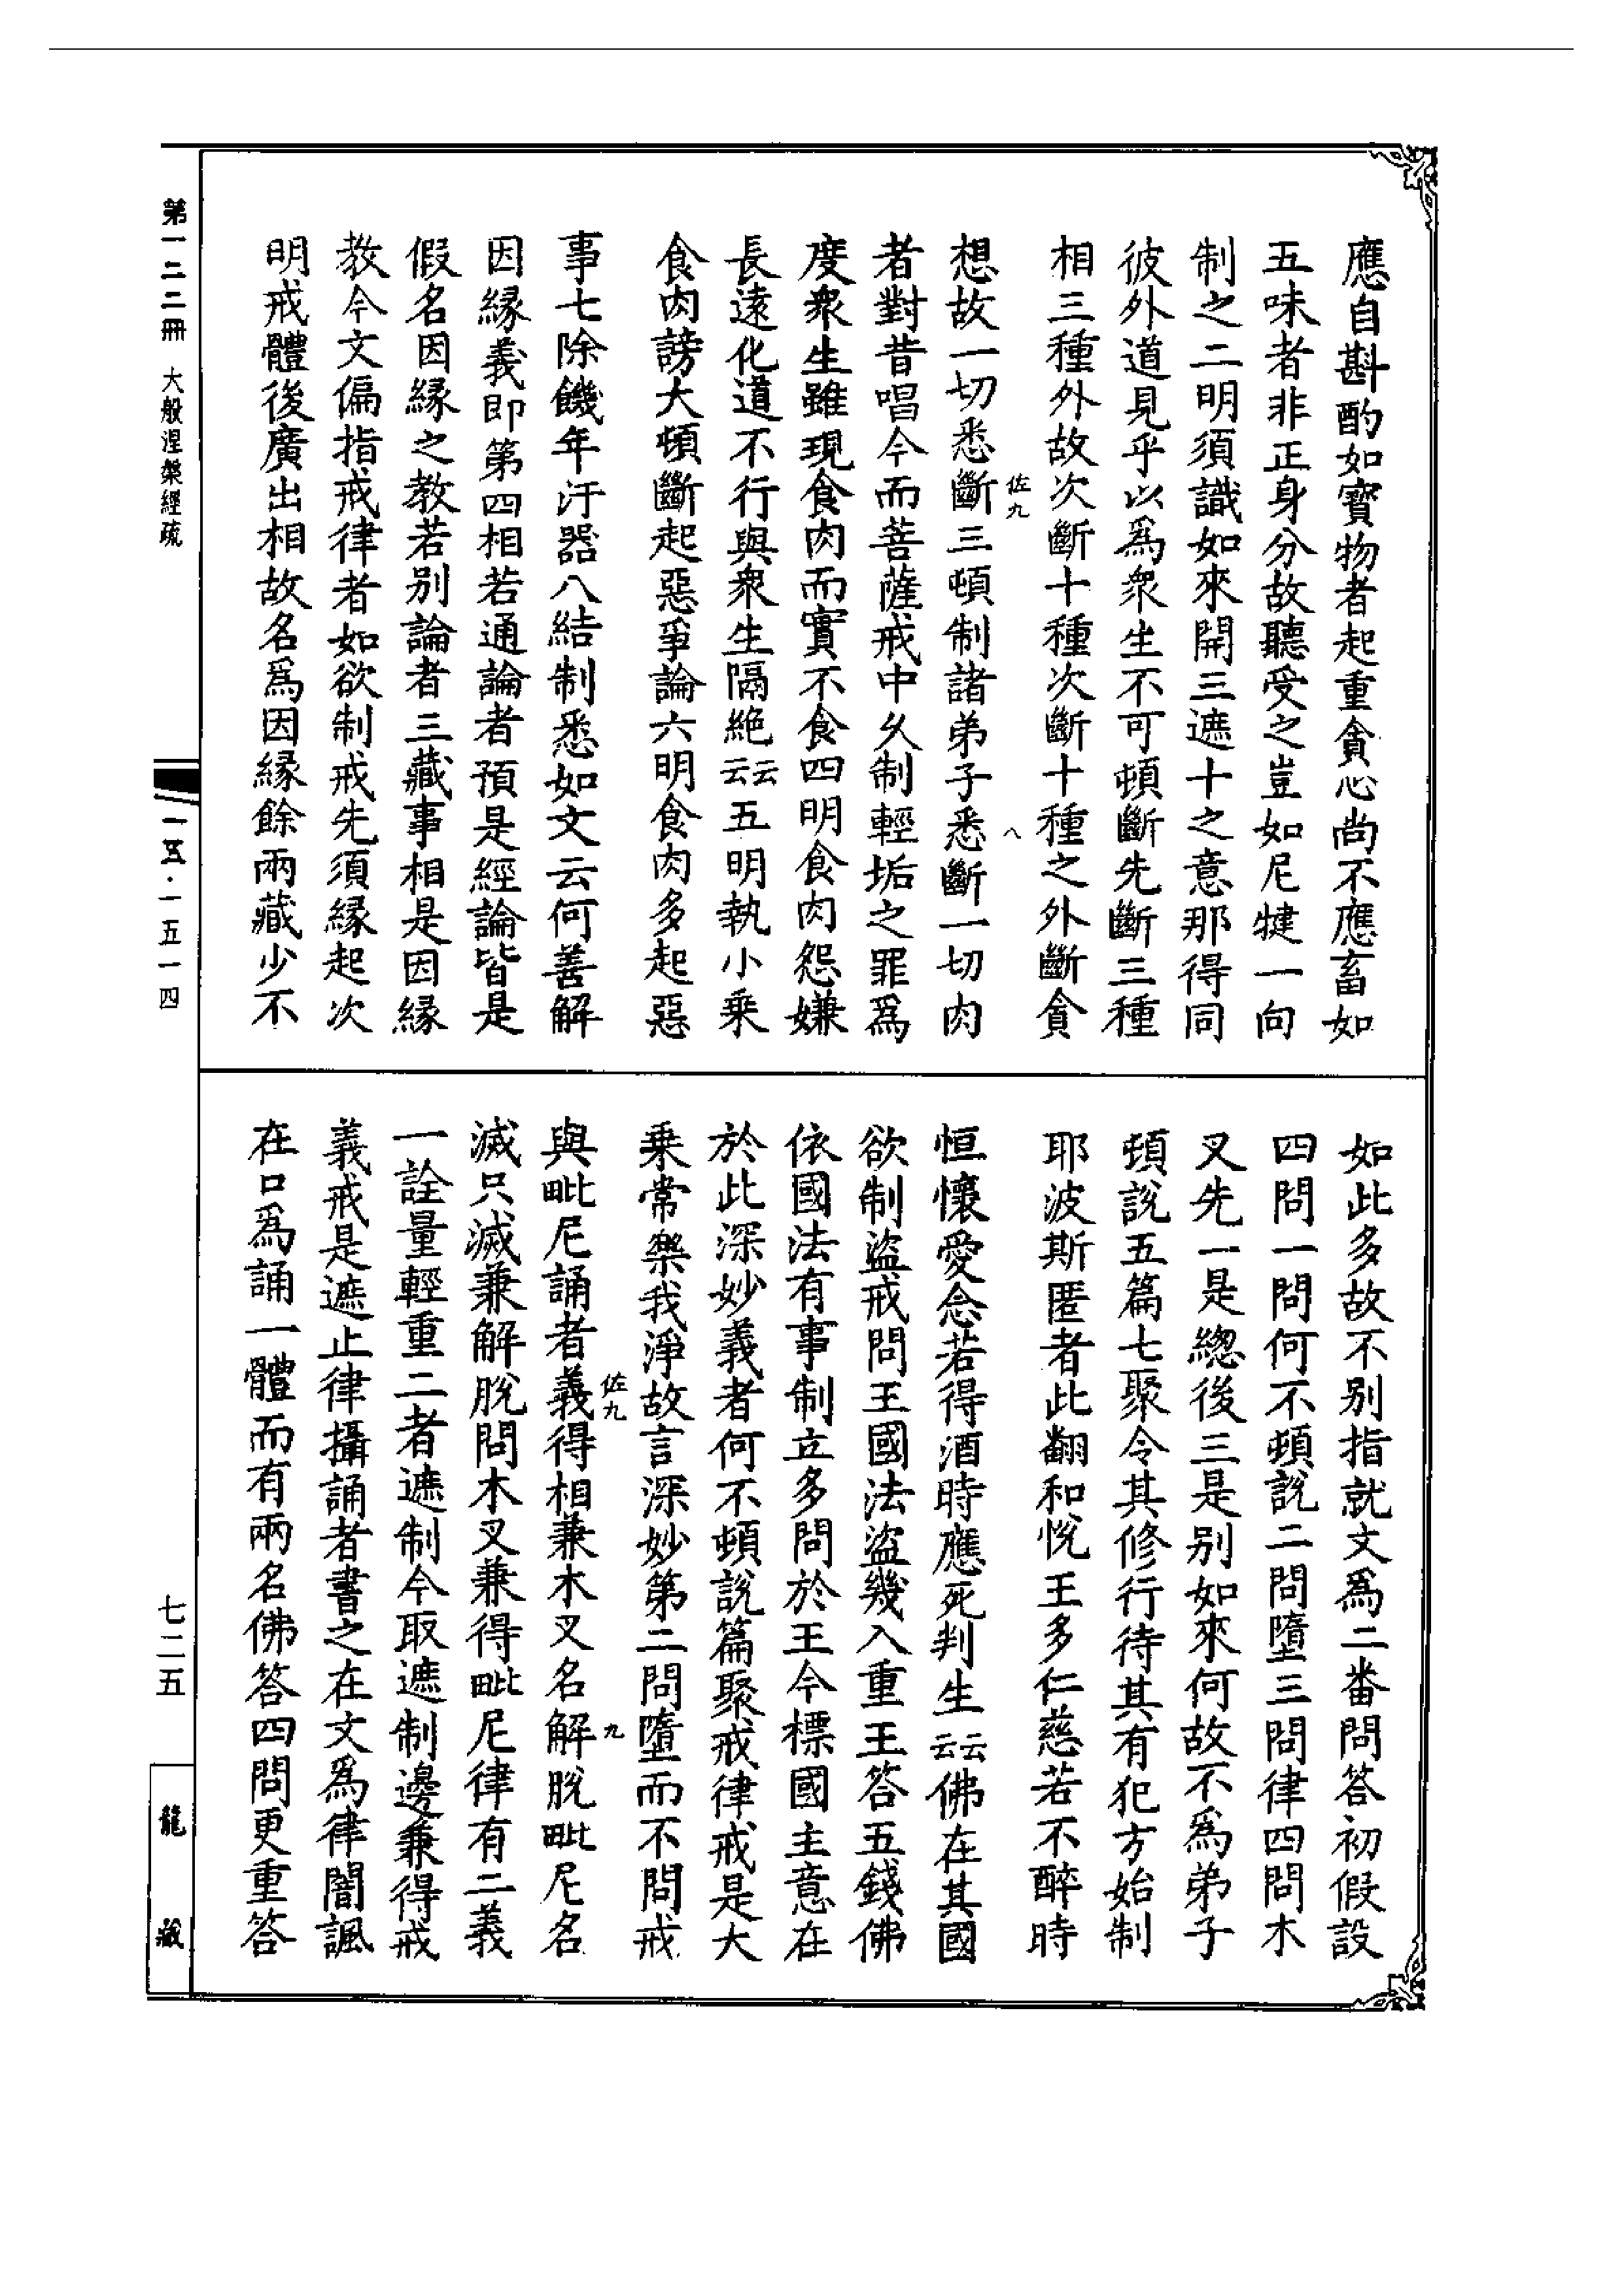 應自斟酌如寳物者起重貪心尚不應畜如
五味者非正身分故聽受之豈如尼犍一向
制之二明須識如來開三遮十之意那得同
彼外道見乎以爲衆生不可頓斷先斷三種
相三種外故次斷十種次斷十種之外斷貪
佐九
八
想故一切悉斷三頓制諸弟子悉斷一切肉
者對昔唱今而菩薩戒中久制輕垢之罪爲
度衆生雖現食肉而實不食四明食肉怨嫌
長遠化道不行與衆生隔絶云云五明執小乗
食肉謗大頓斷起惡爭論六明食肉多起惡
事七除饑年汙器八結制悉如文云何善解
因縁義即第四相若通論者預是經論皆是
假名因縁之教若别論者三藏事相是因縁
教今文偏指戒律者如欲制戒先須縁起次
明戒體後廣出相故名爲因縁餘兩藏少不
如此多故不别指就文爲二番問答初假設
四問一問何不頓說二問墮三問律四問木
叉先一是總後三是别如來何故不爲弟子
頓說五篇七聚令其修行待其有犯方始制
耶波斯匿者此翻和悅王多仁慈若不醉時
恒懷愛念若得酒時應死判生云云佛在其國
欲制盜戒問王國法盜幾入重王答五錢佛
依國法有事制立多問於王今標國主意在
於此深妙義者何不頓說篇聚戒律戒是大
乗常樂我淨故言深妙第二問墮而不問戒
佐九
九
與毗尼誦者義得相兼木叉名解脫毗尼名
滅只滅兼解脫問木叉兼得毗尼律有二義
一詮量輕重二者遮制今取遮制邊兼得戒
義戒是遮止律攝誦者書之在文爲律闇諷
在口爲誦一體而有兩名佛答四問更重答
第一二二冊 大般涅槃經疏
一五·一五一四
七二五
龍藏